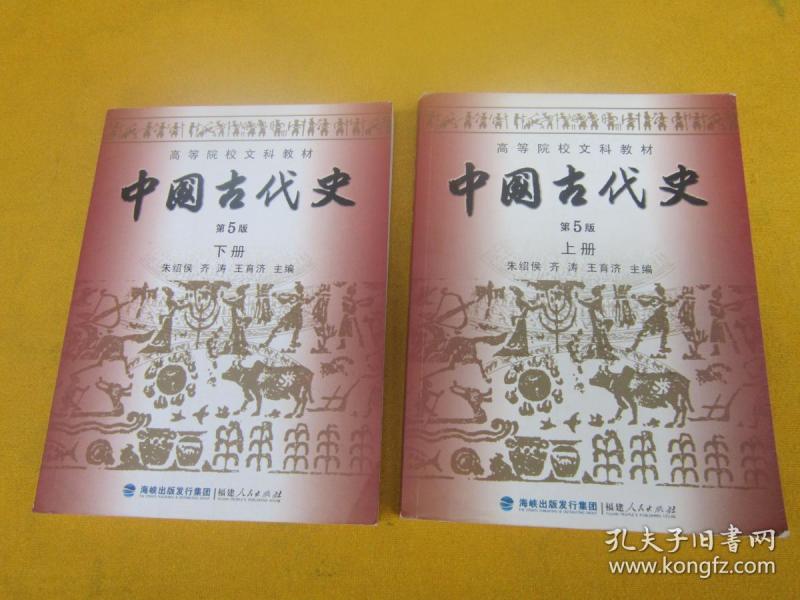 高等院校文科教材
中国古代史
第5版
下册
朱绍侯 齐涛 王育济 主编
海峡出版发行集团
福建人民出版社
高等院校文科教材
中国古代史
第5版
上册
朱绍侯 齐涛 王育济 主编
海峡出版发行集团
福建人民出版社
孔夫子旧书网
www.kongfz.com